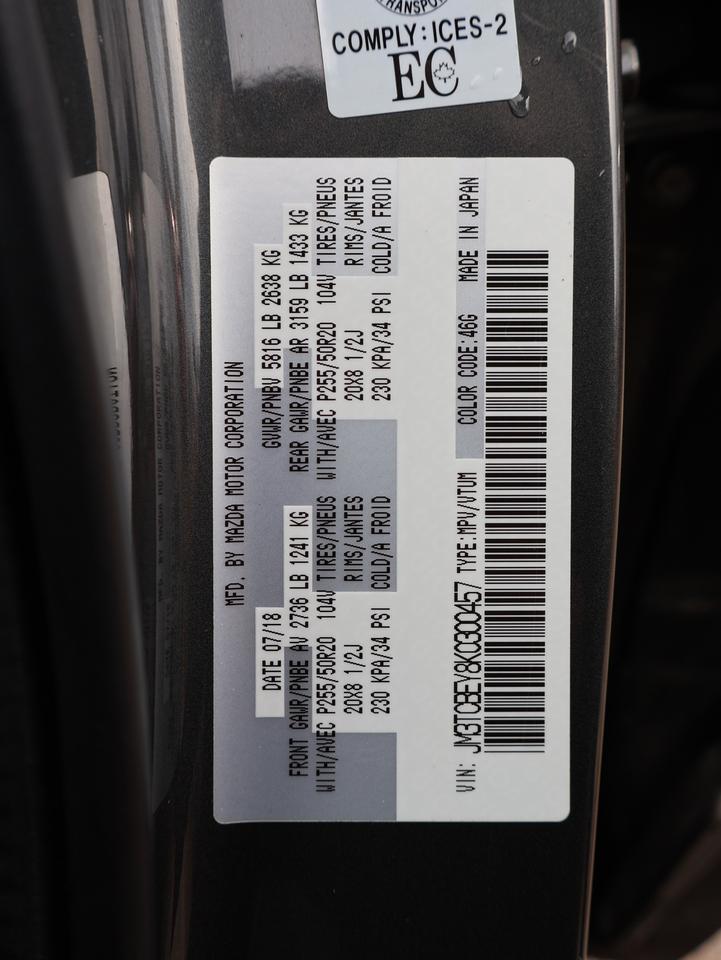 TRANSPORT
COMPLY: ICES-2
EC
MFD. BY MAZDA MOTOR CORPORATION
DATE 07/18 GVWR/PNBV 5816 LB 2638 KG
FRONT GAWR/PNBE AV 2736 LB 1241 KG REAR GAWR/PNBE AR 3159 LB 1433 KG
WITH/AVEC P255/50R20 104V TIRES/PNEUS WITH/AVEC P255/50R20 104V TIRES/PNEUS
20X8 1/2J RIMS/JANTES 20X8 1/2J RIMS/JANTES
230 KPA/34 PSI COLD/A FROID 230 KPA/34 PSI COLD/A FROID
VIN: JM3TCBEY8K0300457 TYPE:MPV/VTUM COLOR CODE:46G MADE IN JAPAN